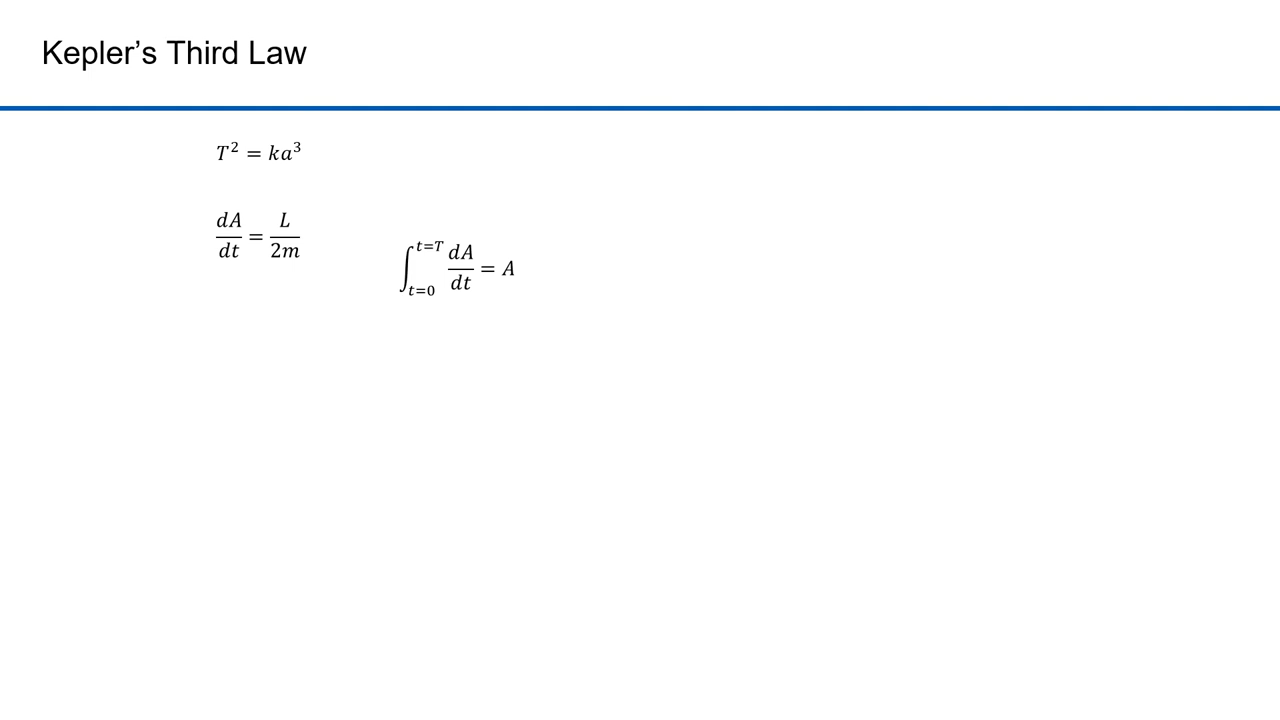 Kepler’s Third Law
T² = ka³
dA/dt = L/2m
∫_{t=0}^{t=T} dA/dt = A